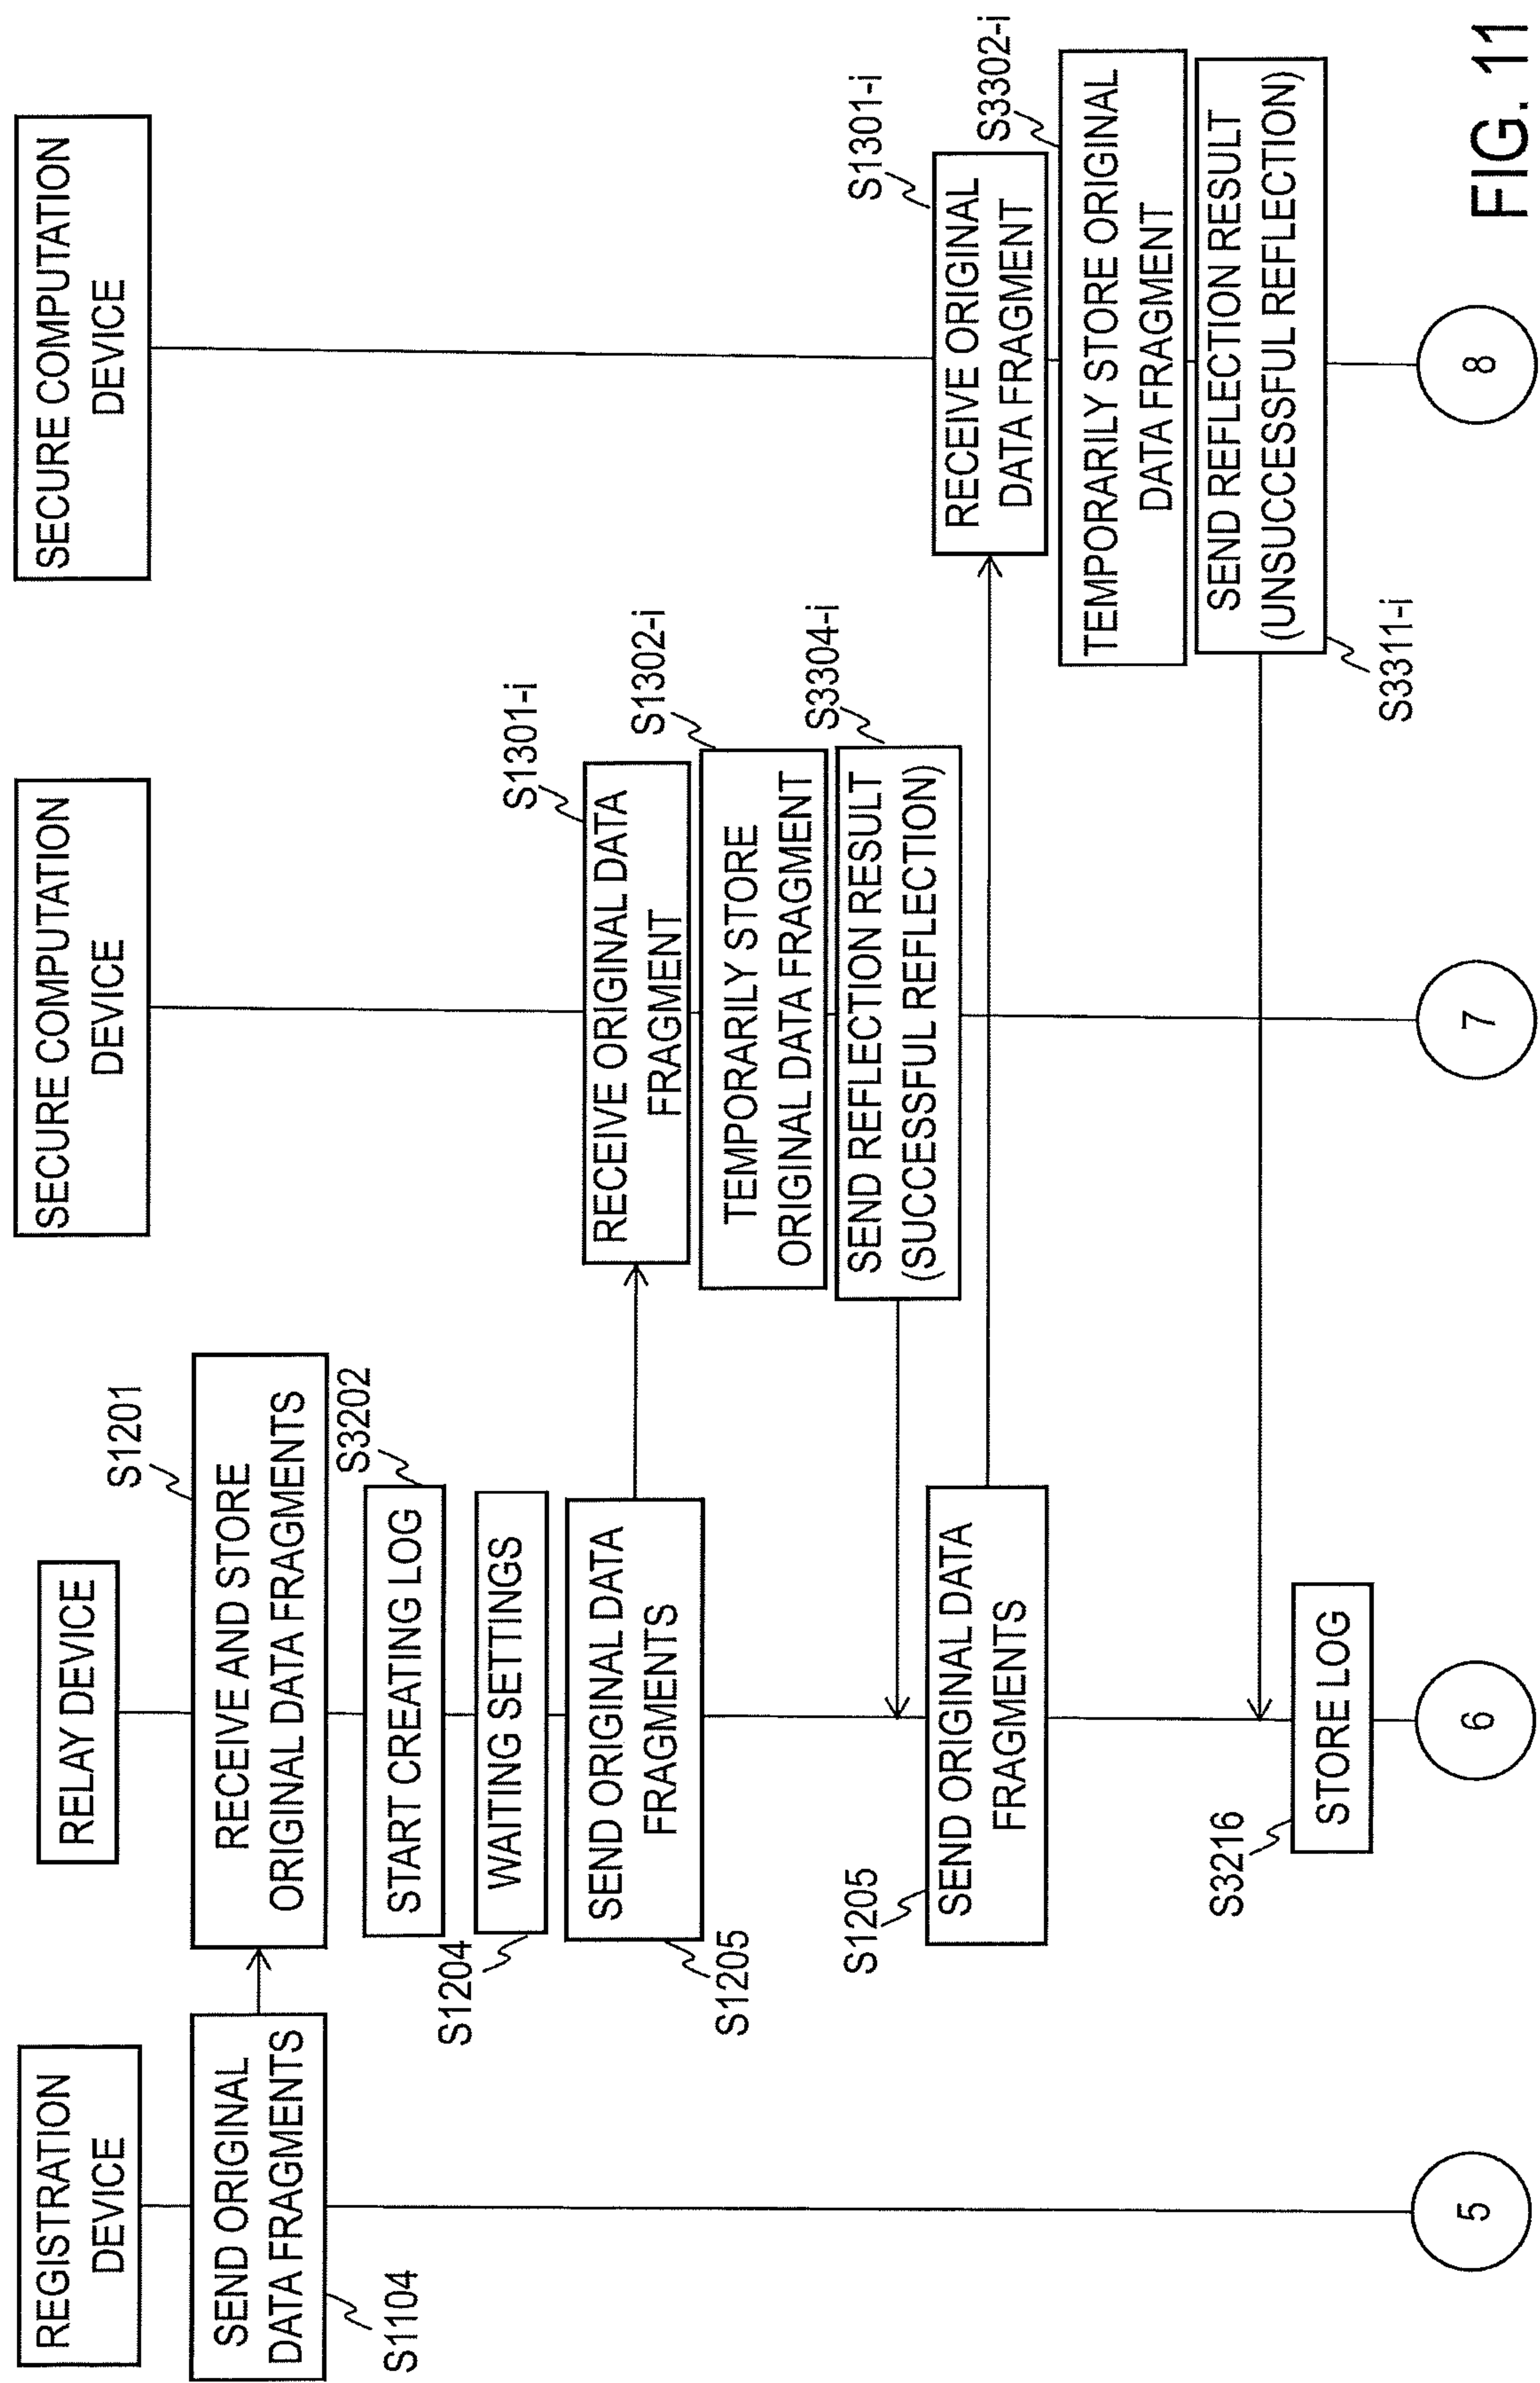 REGISTRATION
DEVICE
SEND ORIGINAL
DATA FRAGMENTS
S1104
5
RELAY DEVICE
S1201
RECEIVE AND STORE
ORIGINAL DATA FRAGMENTS
S3202
START CREATING LOG
WAITING SETTINGS
S1204
SEND ORIGINAL DATA
FRAGMENTS
S1205
S1205
SEND ORIGINAL DATA
FRAGMENTS
S3216
STORE LOG
6
SECURE COMPUTATION
DEVICE
S1301-i
RECEIVE ORIGINAL DATA
FRAGMENT
S1302-i
TEMPORARILY STORE
ORIGINAL DATA FRAGMENT
S3304-i
SEND REFLECTION RESULT
(SUCCESSFUL REFLECTION)
7
SECURE COMPUTATION
DEVICE
S1301-i
RECEIVE ORIGINAL
DATA FRAGMENT
S3302-i
TEMPORARILY STORE ORIGINAL
DATA FRAGMENT
SEND REFLECTION RESULT
(UNSUCCESSFUL REFLECTION)
S3311-i
8
FIG. 11